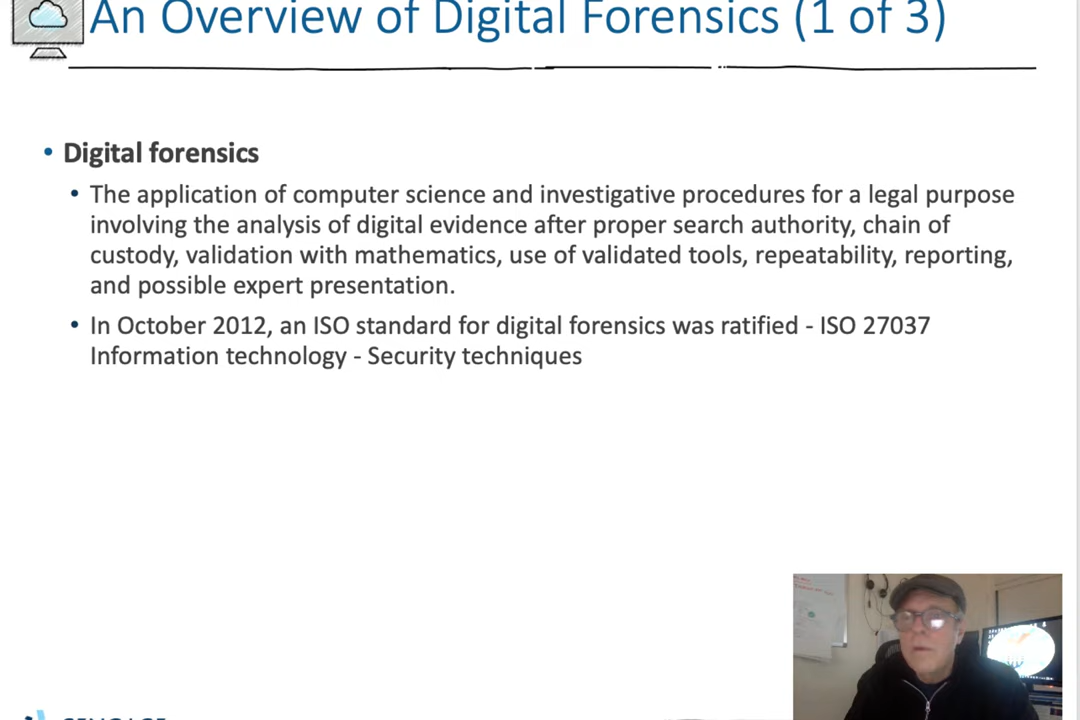 An Overview of Digital Forensics (1 of 3)
• Digital forensics
• The application of computer science and investigative procedures for a legal purpose
involving the analysis of digital evidence after proper search authority, chain of
custody, validation with mathematics, use of validated tools, repeatability, reporting,
and possible expert presentation.
• In October 2012, an ISO standard for digital forensics was ratified - ISO 27037
Information technology - Security techniques